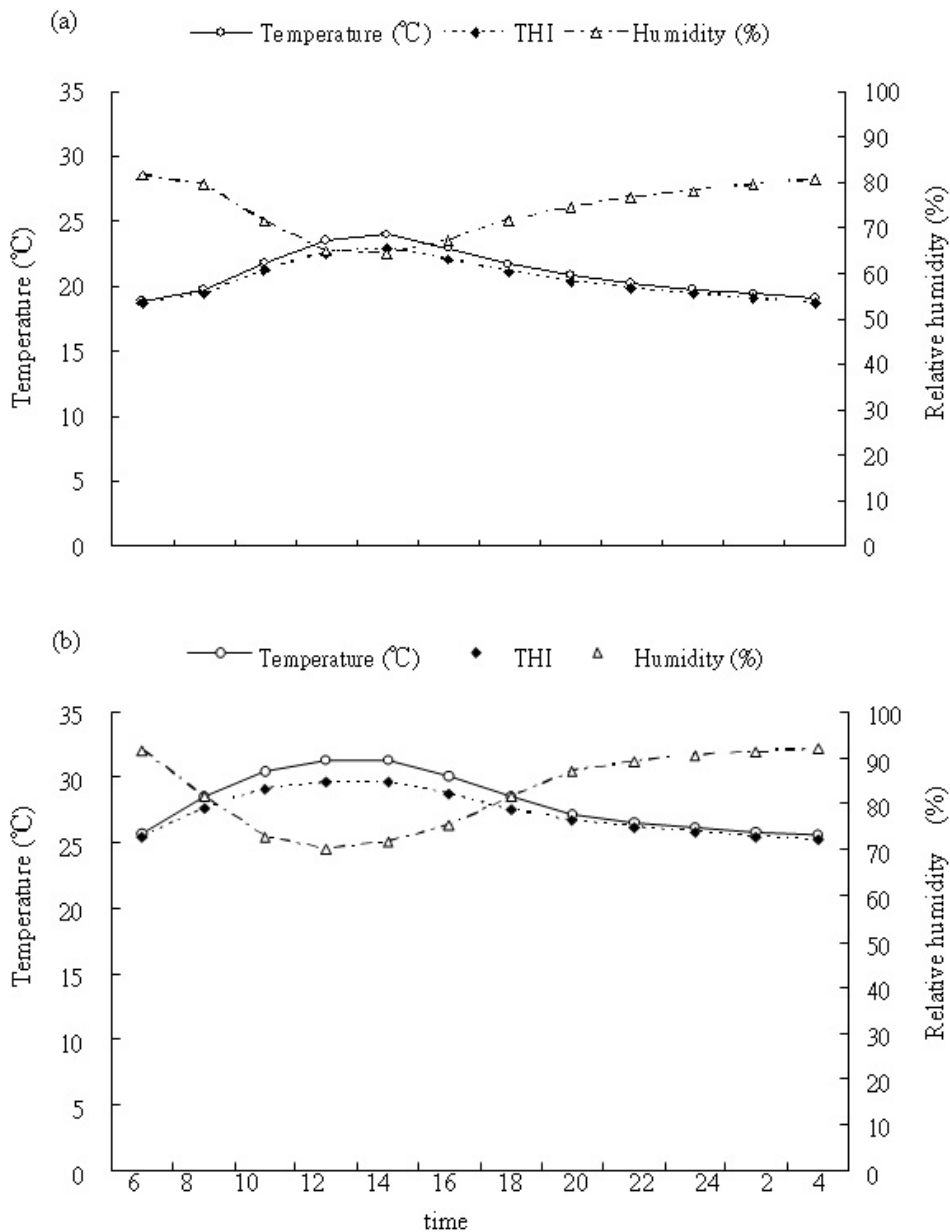 (a)
Temperature (℃) THI Humidity (%)
35 100
90
30
80
25 70
20 60
50
15
40
10 30
20
5
10
0 0
Temperature (℃)
Relative humidity (%)
(b)
Temperature (℃) THI Humidity (%)
35 100
90
30
80
25 70
60
20
50
15
40
10 30
20
5
10
0 0
Temperature (℃)
Relative humidity (%)
6 8 10 12 14 16 18 20 22 24 2 4
time